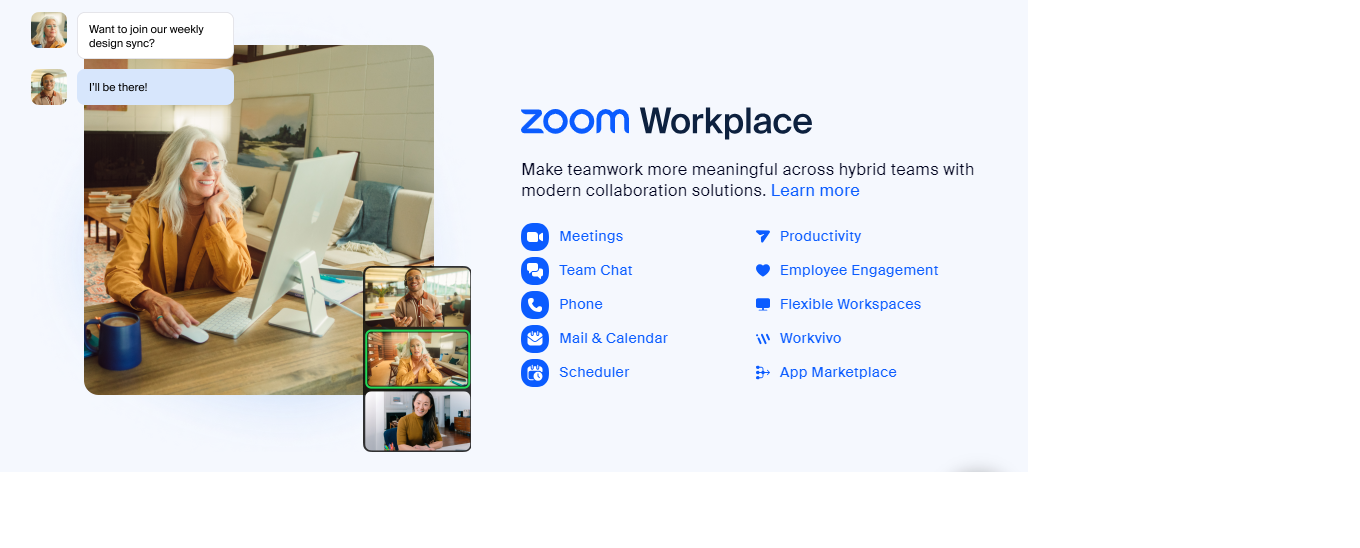 Want to join our weekly
design sync?
I'll be there!
zoom Workplace
Make teamwork more meaningful across hybrid teams with
modern collaboration solutions. Learn more
Meetings
Team Chat
Phone
Mail & Calendar
Scheduler
Productivity
Employee Engagement
Flexible Workspaces
Workvivo
App Marketplace